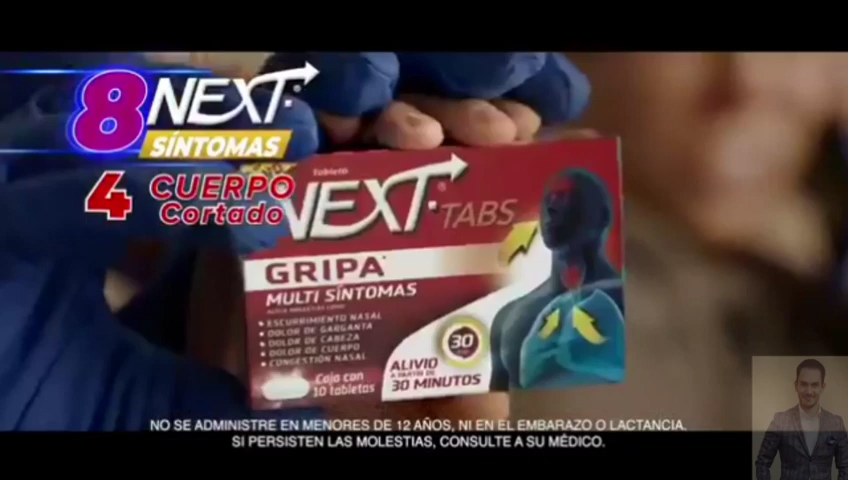 8 NEXT:
SÍNTOMAS
4 CUERPO
Cortado
Tableta
NEXT: TABS
GRIPA
MULTI SÍNTOMAS
ESCURRIMIENTO NASAL
DOLOR DE GARGANTA
DOLOR DE CABEZA
DOLOR DE CUERPO
CONGESTIÓN NASAL
Caja con
10 tabletas
30
ALIVIO
A PARTIR DE
30 MINUTOS
NO SE ADMINISTRE EN MENORES DE 12 AÑOS, NI EN EL EMBARAZO O LACTANCIA.
SI PERSISTEN LAS MOLESTIAS, CONSULTE A SU MÉDICO.